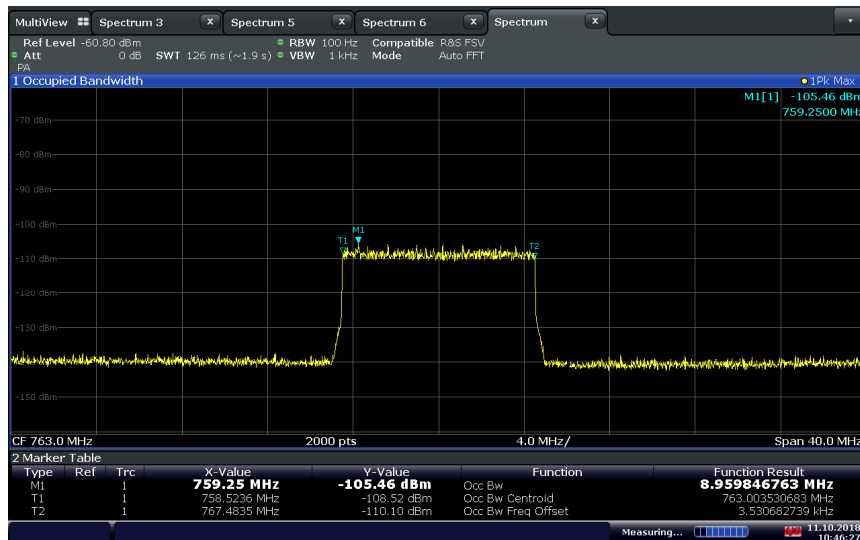 MultiView Spectrum 3 X Spectrum 5 X Spectrum 6 X Spectrum X
Ref Level -60.80 dBm RBW 100 Hz Compatible R&S FSV
Att 0 dB SWT 126 ms (~1.9 s) VBW 1 kHz Mode Auto FFT
PA
1 Occupied Bandwidth 1Pk Max
M1[1] -105.46 dBm
759.2500 MHz
-70 dBm
-80 dBm
-90 dBm
-100 dBm
M1
T1 T2
-110 dBm
-120 dBm
-130 dBm
-150 dBm
CF 763.0 MHz 2000 pts 4.0 MHz/ Span 40.0 MHz
2 Marker Table
Type Ref Trc X-Value Y-Value Function Function Result
M1 1 759.25 MHz -105.46 dBm Occ Bw 8.959846763 MHz
T1 1 758.5236 MHz -108.52 dBm Occ Bw Centroid 763.003530683 MHz
T2 1 767.4835 MHz -110.10 dBm Occ Bw Freq Offset 3.530682739 kHz
Measuring... 11.10.2018
10:46:27